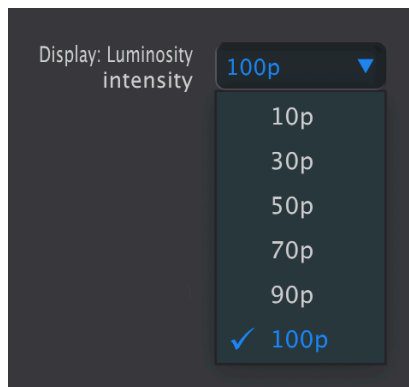 Display: Luminosity
intensity
100p
10p
30p
50p
70p
90p
100p